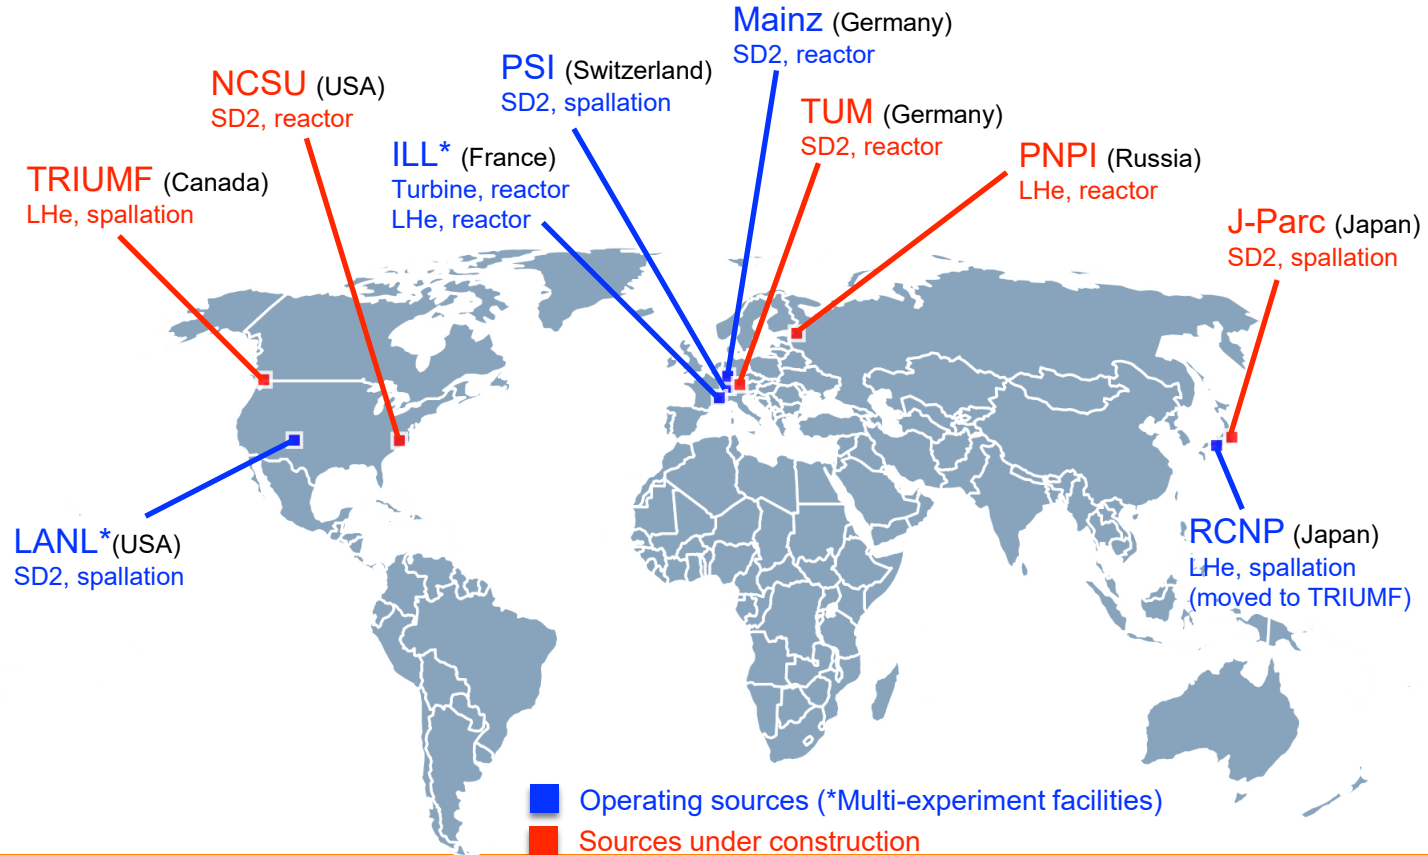 Mainz (Germany)
SD2, reactor
PSI (Switzerland)
SD2, spallation
NCSU (USA)
SD2, reactor
TUM (Germany)
SD2, reactor
ILL* (France)
Turbine, reactor
LHe, reactor
PNPI (Russia)
LHe, reactor
TRIUMF (Canada)
LHe, spallation
J-Parc (Japan)
SD2, spallation
LANL*(USA)
SD2, spallation
RCNP (Japan)
LHe, spallation
(moved to TRIUMF)
Operating sources (*Multi-experiment facilities)
Sources under construction